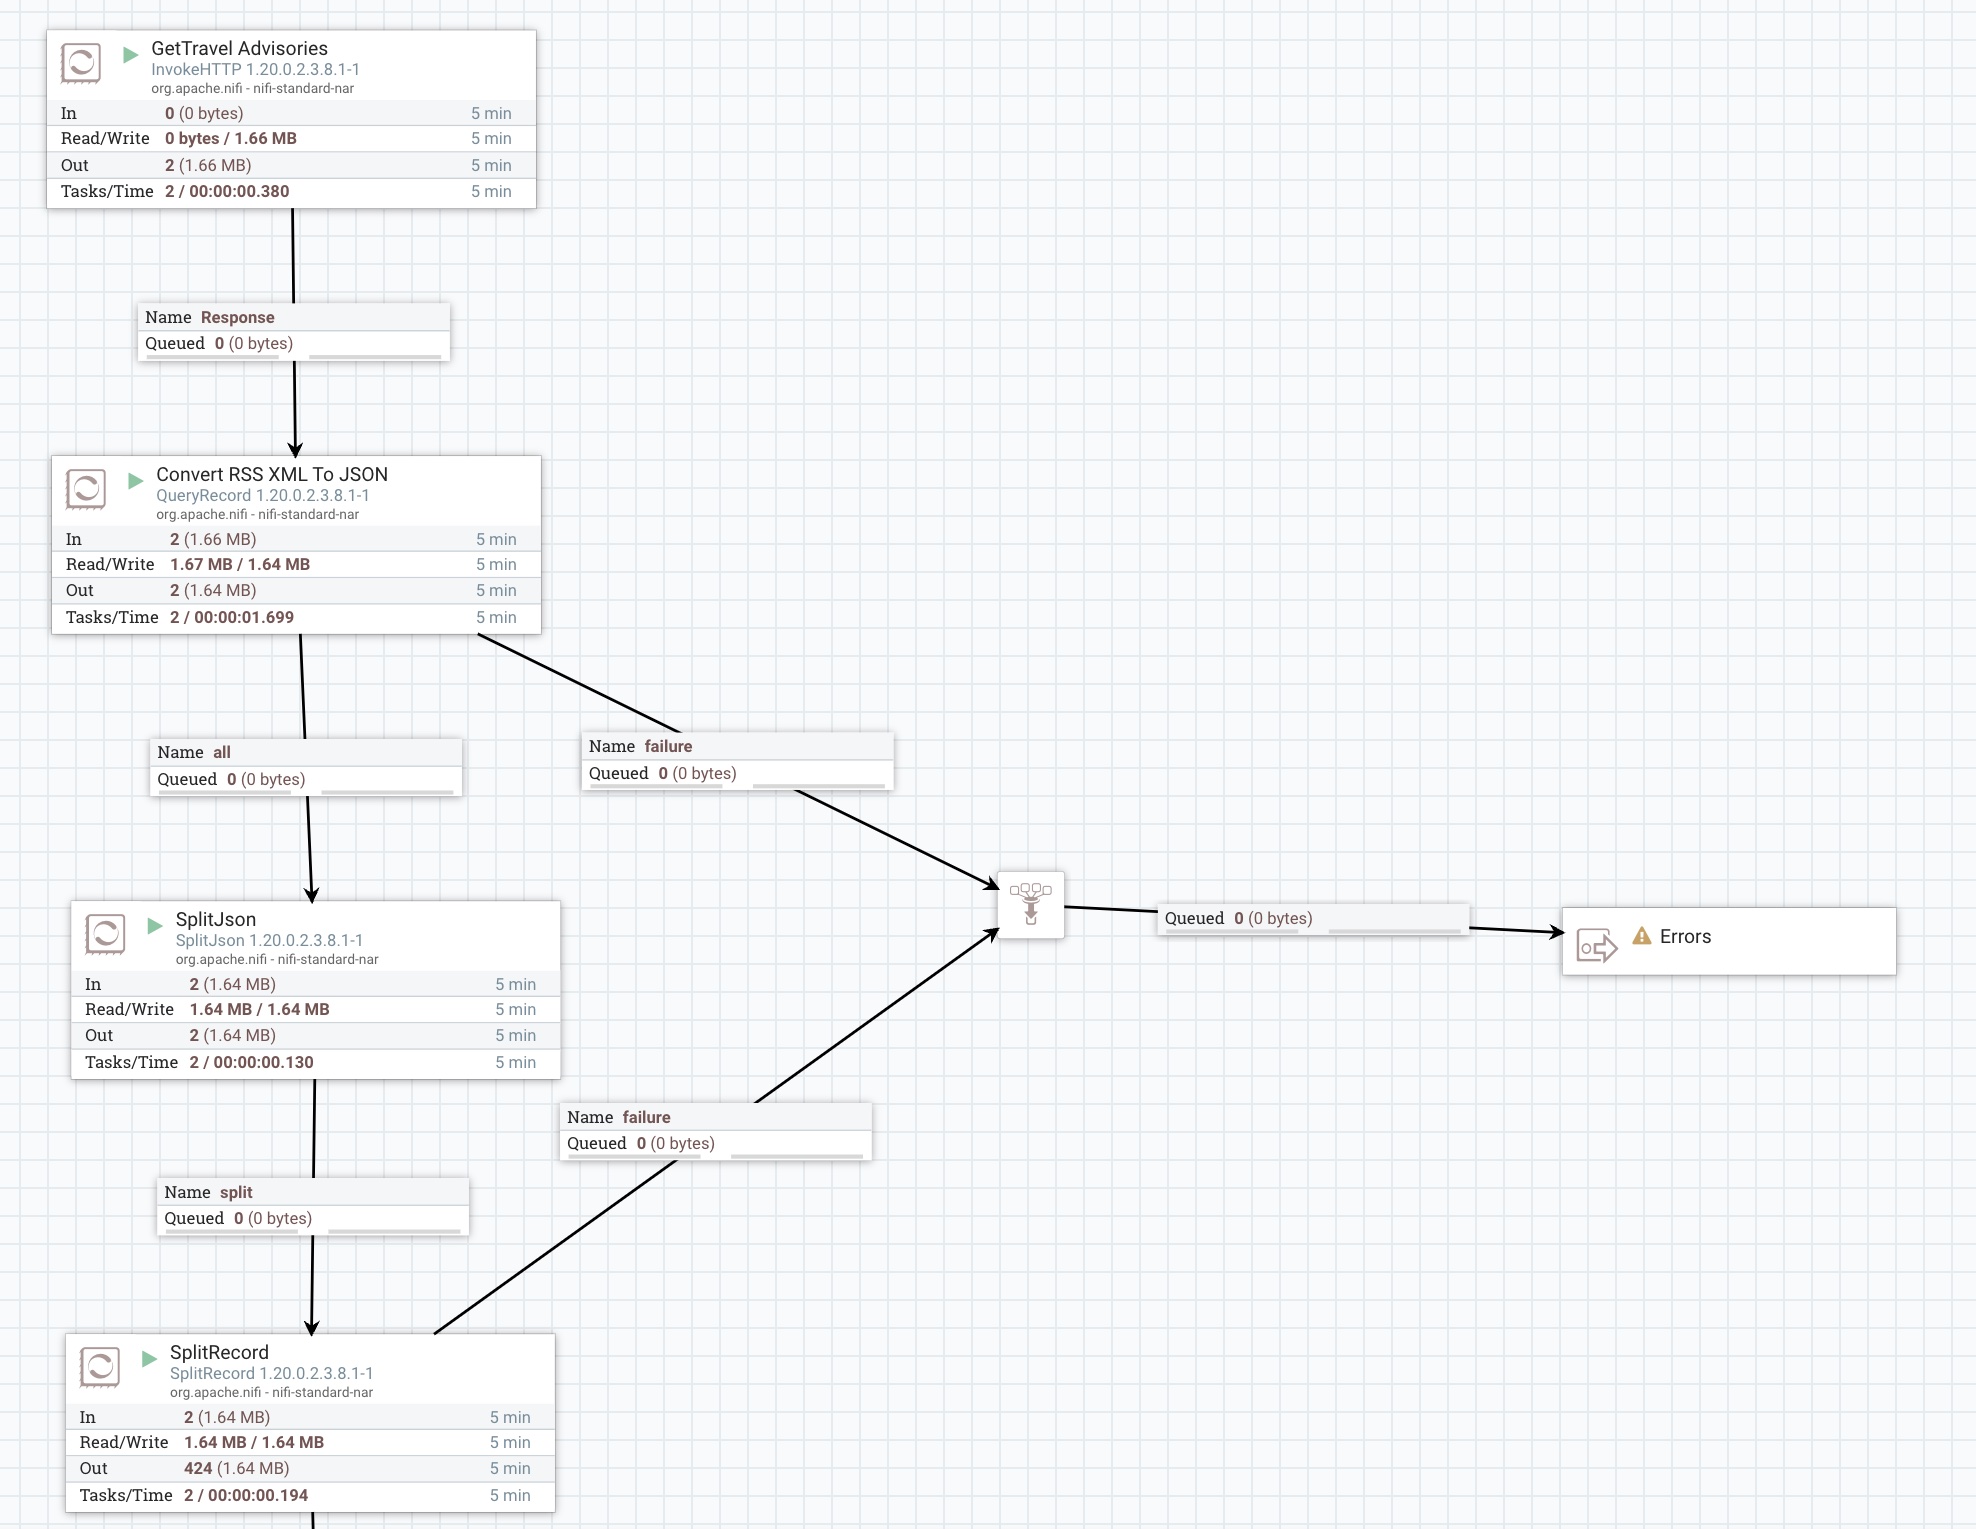 GetTravel Advisories
InvokeHTTP 1.20.0.2.3.8.1-1
org.apache.nifi - nifi-standard-nar
In 0 (0 bytes) 5 min
Read/Write 0 bytes / 1.66 MB 5 min
Out 2 (1.66 MB) 5 min
Tasks/Time 2 / 00:00:00.380 5 min
Name Response
Queued 0 (0 bytes)
Convert RSS XML To JSON
QueryRecord 1.20.0.2.3.8.1-1
org.apache.nifi - nifi-standard-nar
In 2 (1.66 MB) 5 min
Read/Write 1.67 MB / 1.64 MB 5 min
Out 2 (1.64 MB) 5 min
Tasks/Time 2 / 00:00:01.699 5 min
Name all
Queued 0 (0 bytes)
Name failure
Queued 0 (0 bytes)
SplitJson
SplitJson 1.20.0.2.3.8.1-1
org.apache.nifi - nifi-standard-nar
In 2 (1.64 MB) 5 min
Read/Write 1.64 MB / 1.64 MB 5 min
Out 2 (1.64 MB) 5 min
Tasks/Time 2 / 00:00:00.130 5 min
Queued 0 (0 bytes)
Errors
Name failure
Queued 0 (0 bytes)
Name split
Queued 0 (0 bytes)
SplitRecord
SplitRecord 1.20.0.2.3.8.1-1
org.apache.nifi - nifi-standard-nar
In 2 (1.64 MB) 5 min
Read/Write 1.64 MB / 1.64 MB 5 min
Out 424 (1.64 MB) 5 min
Tasks/Time 2 / 00:00:00.194 5 min